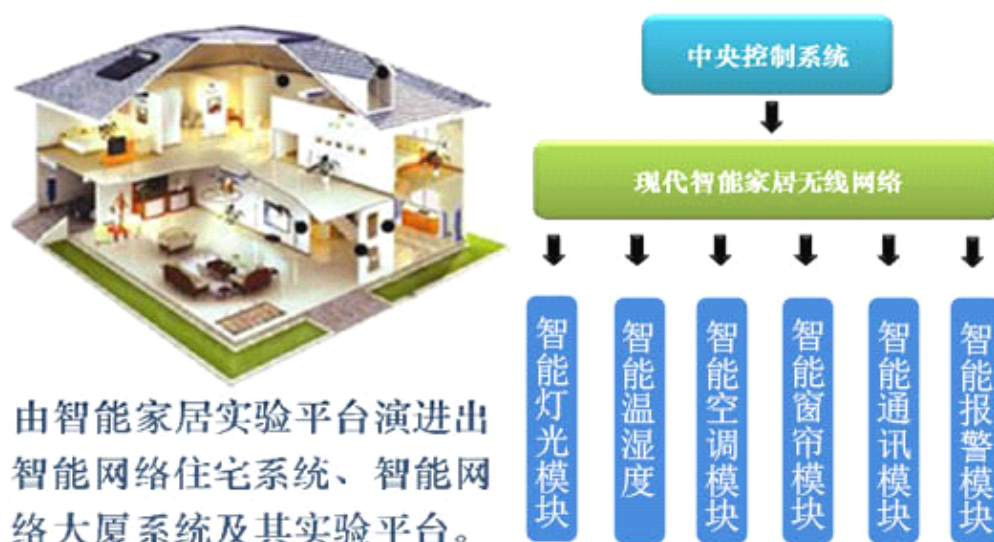 中央控制系统
现代智能家居无线网络
智能灯光模块
智能温湿度
智能空调模块
智能窗帘模块
智能通讯模块
智能报警模块
由智能家居实验平台演进出
智能网络住宅系统、智能网
络大厦系统及其实验平台。